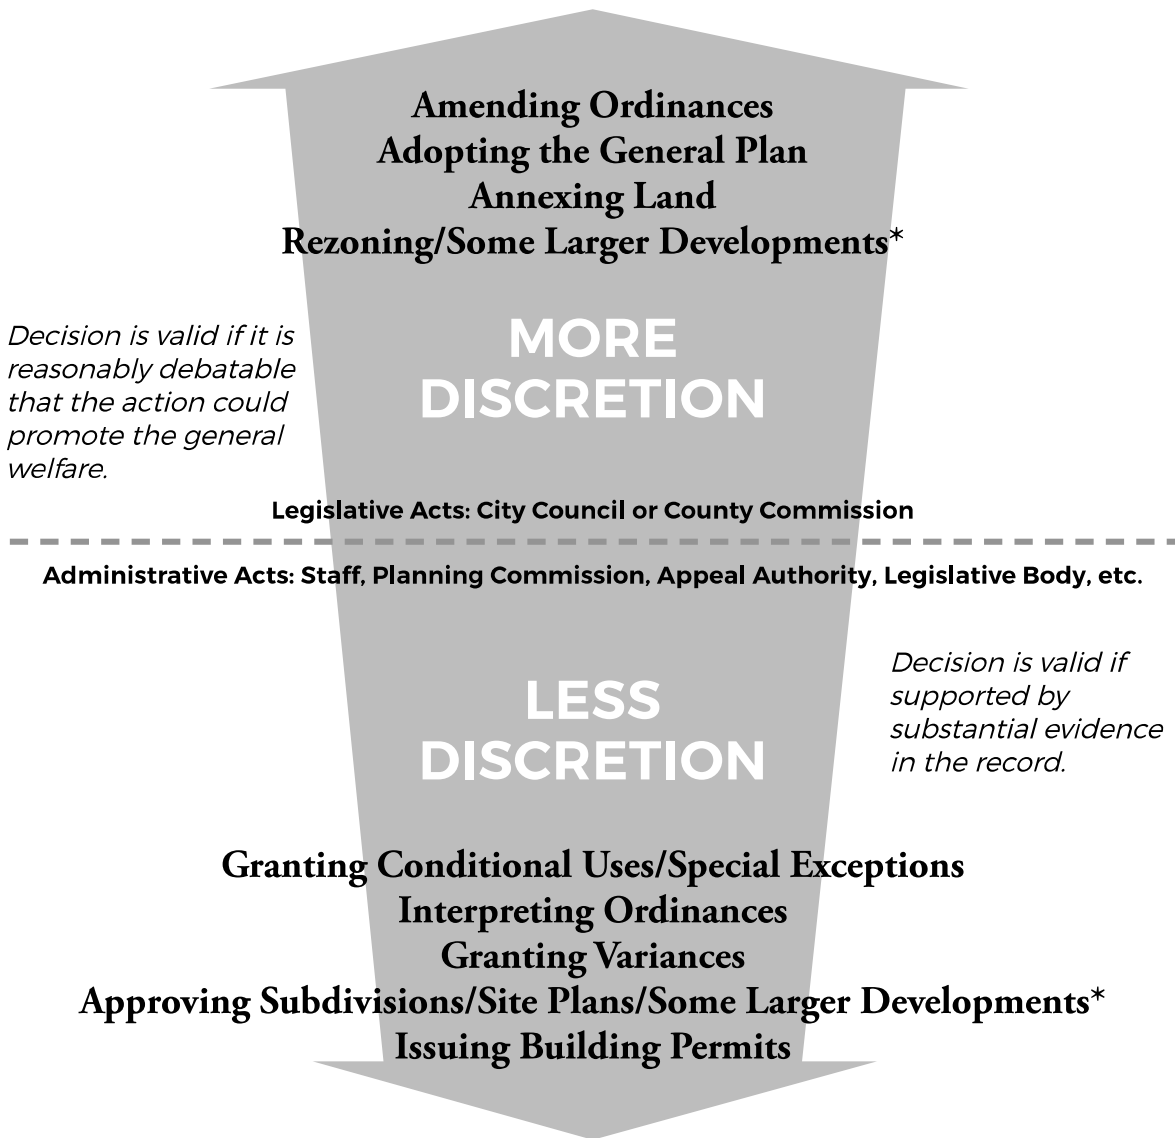 Amending Ordinances
Adopting the General Plan
Annexing Land
Rezoning/Some Larger Developments*
Decision is valid if it is
reasonably debatable
that the action could
promote the general
welfare.
MORE
DISCRETION
Legislative Acts: City Council or County Commission
Administrative Acts: Staff, Planning Commission, Appeal Authority, Legislative Body, etc.
LESS
DISCRETION
Decision is valid if
supported by
substantial evidence
in the record.
Granting Conditional Uses/Special Exceptions
Interpreting Ordinances
Granting Variances
Approving Subdivisions/Site Plans/Some Larger Developments*
Issuing Building Permits